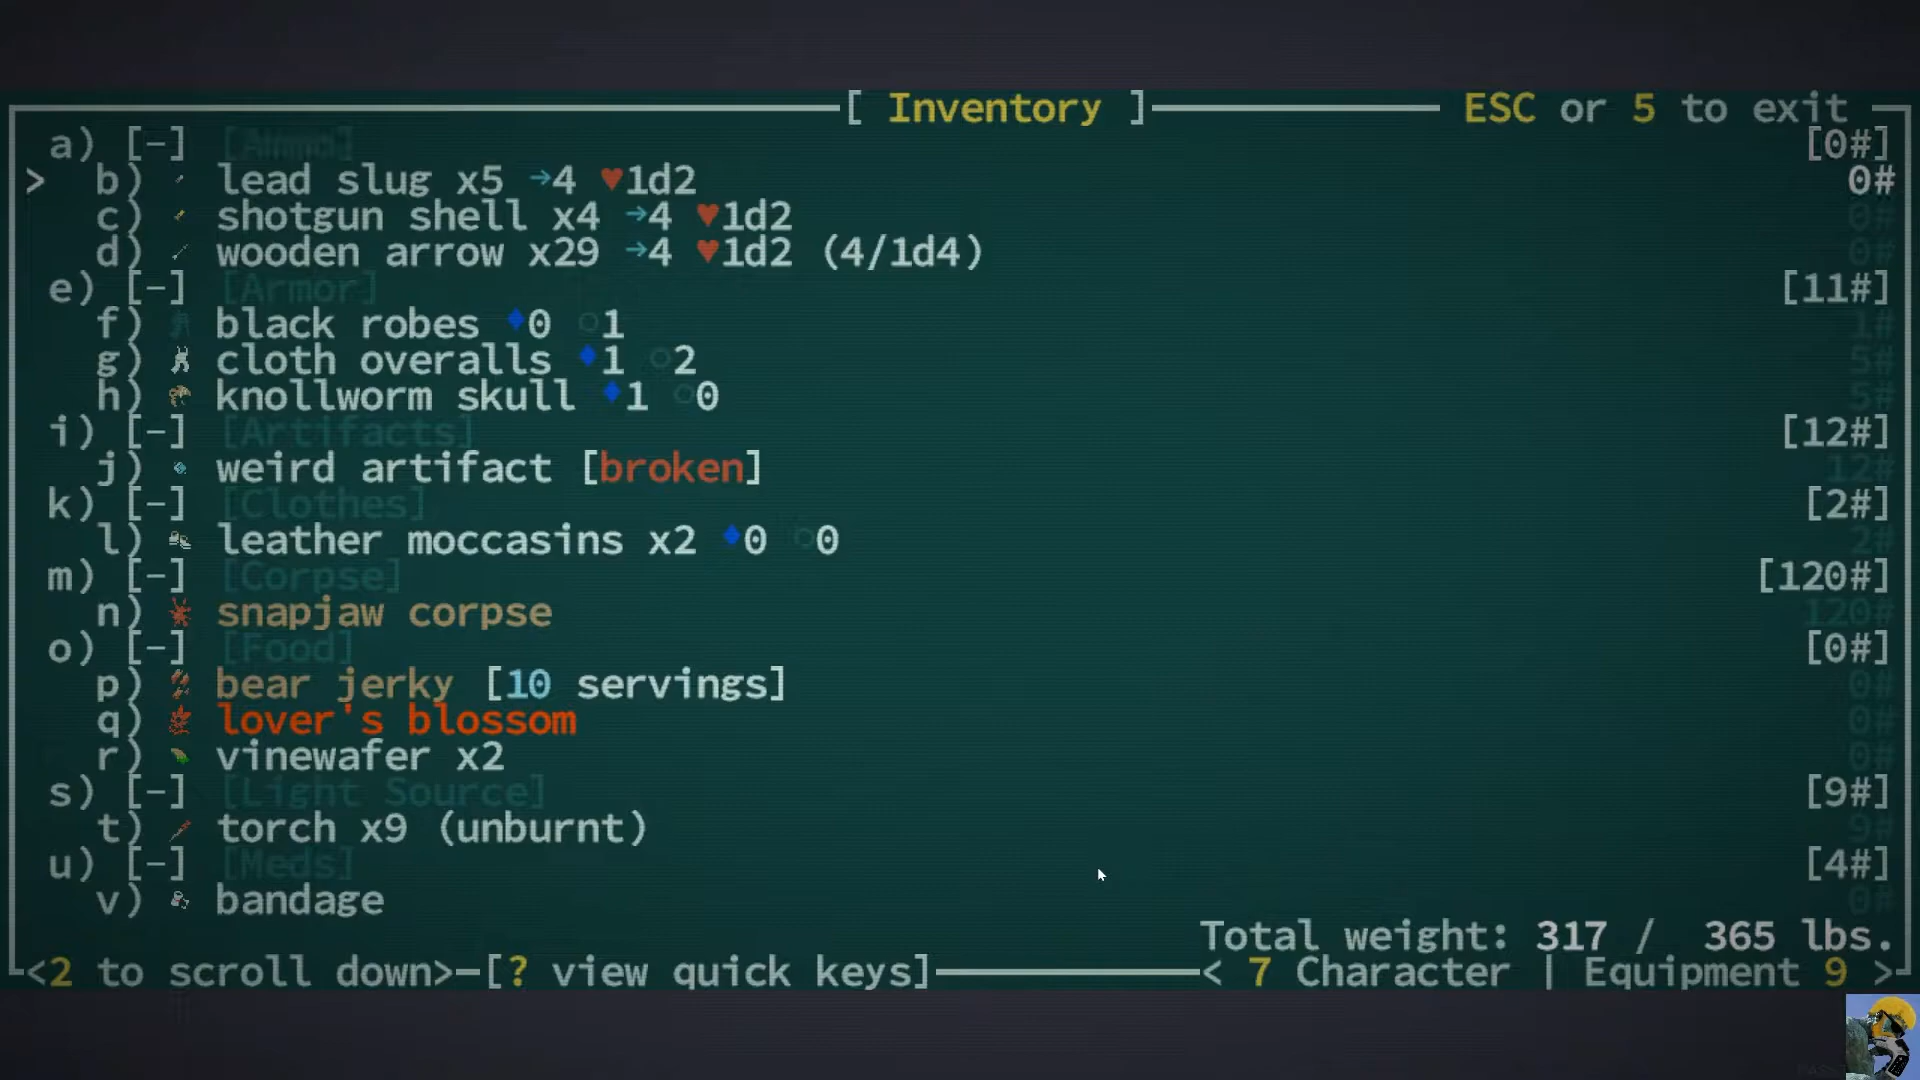 [ Inventory ] ESC or 5 to exit
a) [-] [Ammo] [0#]
> b) lead slug x5 →4 ♥1d2 0#
c) shotgun shell x4 →4 ♥1d2 0#
d) wooden arrow x29 →4 ♥1d2 (4/1d4) 0#
e) [-] [Armor] [11#]
f) black robes ♦0 ○1 1#
g) cloth overalls ♦1 ○2 5#
h) knollworm skull ♦1 ○0 5#
i) [-] [Artifacts] [12#]
j) weird artifact [broken] 12#
k) [-] [Clothes] [2#]
l) leather moccasins x2 ♦0 ○0 2#
m) [-] [Corpse] [120#]
n) snapjaw corpse 120#
o) [-] [Food] [0#]
p) bear jerky [10 servings] 0#
q) lover's blossom 0#
r) vinewafer x2 0#
s) [-] [Light Source] [9#]
t) torch x9 (unburnt) 9#
u) [-] [Meds] [4#]
v) bandage 0#
Total weight: 317 / 365 lbs.
<2 to scroll down> [? view quick keys] < 7 Character | Equipment 9 >